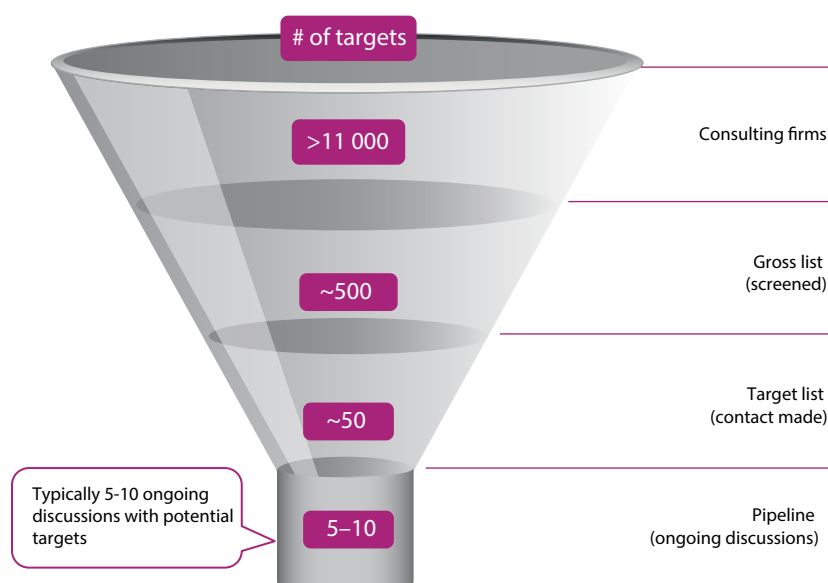 # of targets
>11 000
Consulting firms
Gross list
(screened)
~500
Target list
(contact made)
~50
Typically 5-10 ongoing
discussions with potential
targets
5–10
Pipeline
(ongoing discussions)